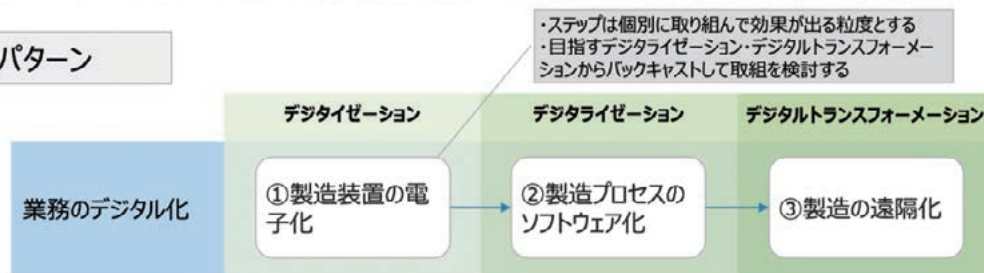 ・ステップは個別に取り組んで効果が出る粒度とする
・目指すデジタライゼーション・デジタルトランスフォーメー
ションからバックキャストして取組を検討する
パターン
デジタイゼーション
デジタライゼーション
デジタルトランスフォーメーション
業務のデジタル化
①製造装置の電
子化
②製造プロセスの
ソフトウェア化
③製造の遠隔化